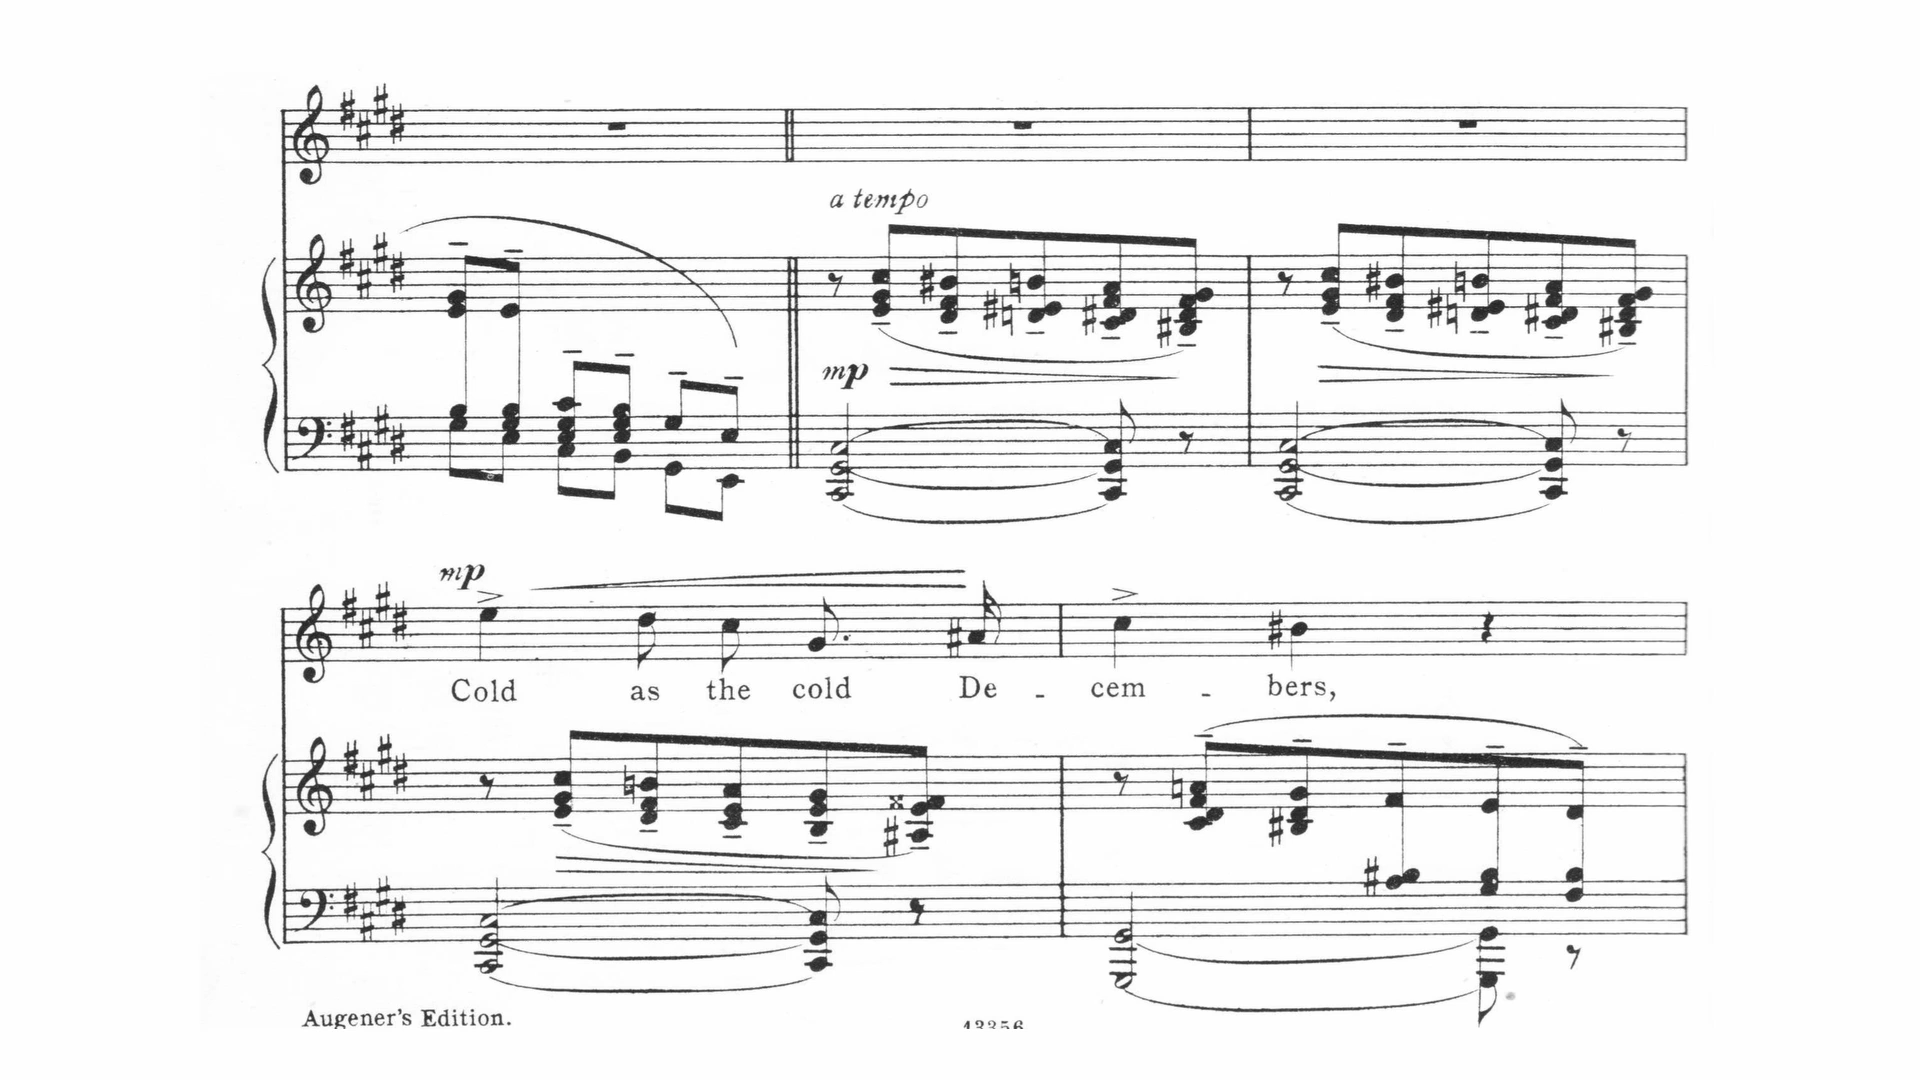 a tempo
mp
mp
Cold as the cold De - cem - bers,
Augener's Edition.